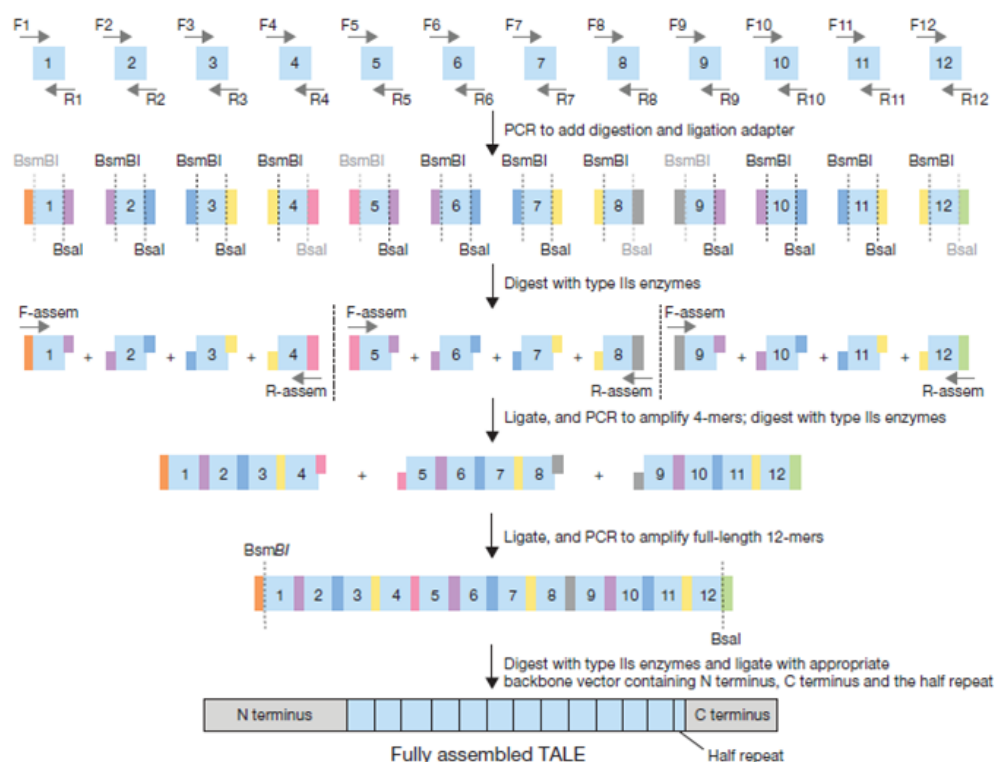 F1 F2 F3 F4 F5 F6 F7 F8 F9 F10 F11 F12
1 2 3 4 5 6 7 8 9 10 11 12
R1 R2 R3 R4 R5 R6 R7 R8 R9 R10 R11 R12
PCR to add digestion and ligation adapter
BsmBI BsmBI BsmBI BsmBI BsmBI BsmBI BsmBI BsmBI BsmBI BsmBI BsmBI BsmBI
1 2 3 4 5 6 7 8 9 10 11 12
BsaI BsaI BsaI BsaI BsaI BsaI BsaI BsaI BsaI BsaI BsaI BsaI
Digest with type IIs enzymes
F-assem F-assem F-assem
1 + 2 + 3 + 4 5 + 6 + 7 + 8 9 + 10 + 11 + 12
R-assem R-assem R-assem
Ligate, and PCR to amplify 4-mers; digest with type IIs enzymes
1 2 3 4 + 5 6 7 8 + 9 10 11 12
Ligate, and PCR to amplify full-length 12-mers
BsmBI
1 2 3 4 5 6 7 8 9 10 11 12
BsaI
Digest with type IIs enzymes and ligate with appropriate
backbone vector containing N terminus, C terminus and the half repeat
N terminus C terminus
Fully assembled TALE Half repeat